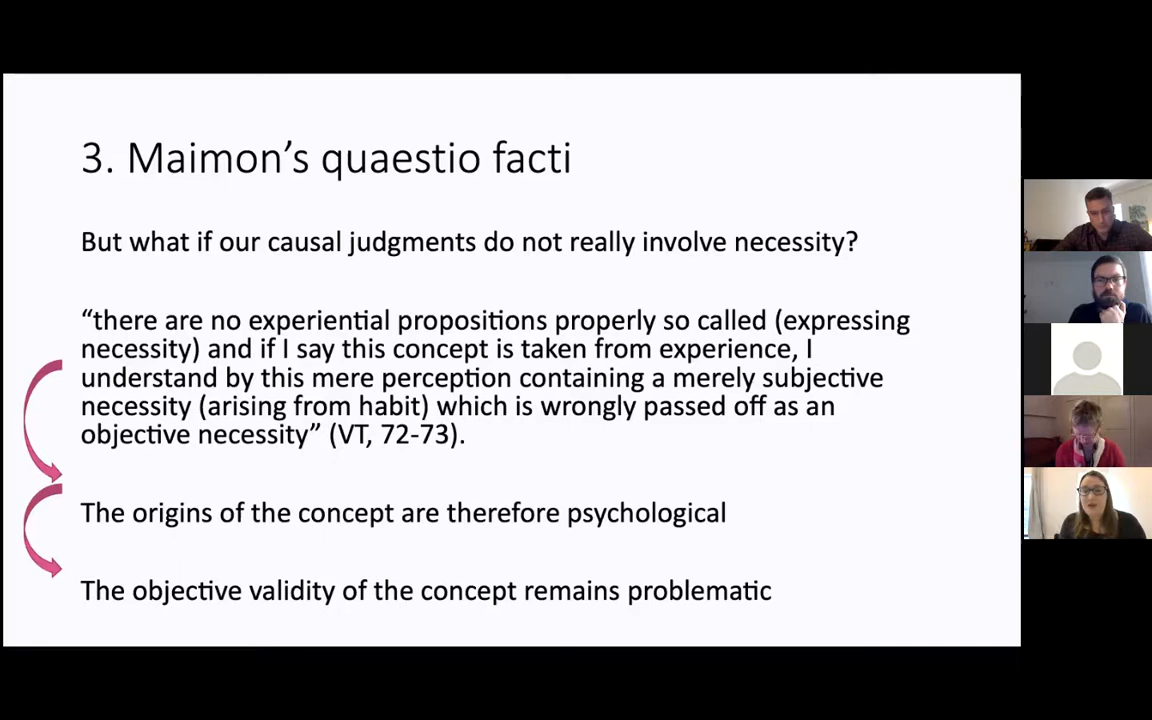 3. Maimon’s quaestio facti
But what if our causal judgments do not really involve necessity?
“there are no experiential propositions properly so called (expressing
necessity) and if I say this concept is taken from experience, I
understand by this mere perception containing a merely subjective
necessity (arising from habit) which is wrongly passed off as an
objective necessity” (VT, 72-73).
The origins of the concept are therefore psychological
The objective validity of the concept remains problematic